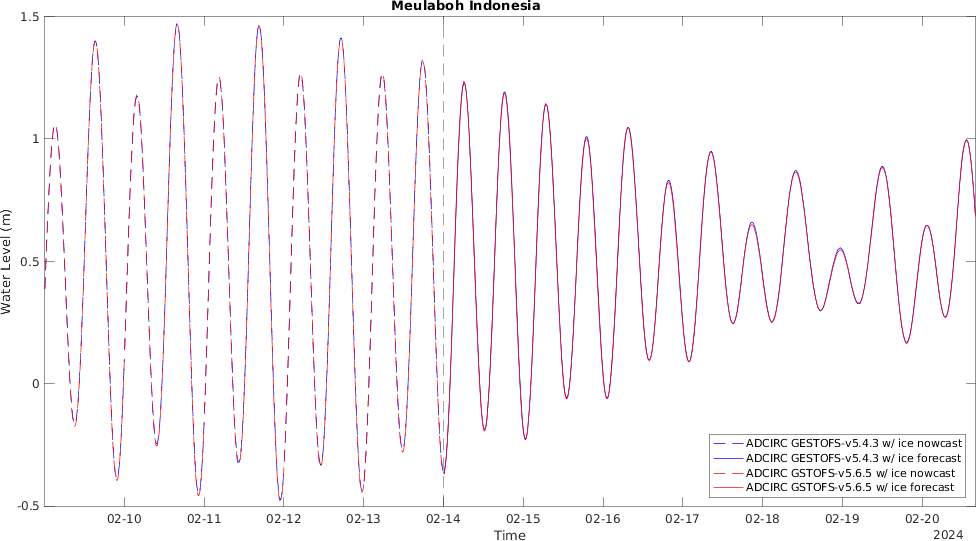 Meulaboh Indonesia
1.5
1
0.5
0
-0.5
Water Level (m)
ADCIRC GESTOFS-v5.4.3 w/ ice nowcast
ADCIRC GESTOFS-v5.4.3 w/ ice forecast
ADCIRC GSTOFS-v5.6.5 w/ ice nowcast
ADCIRC GSTOFS-v5.6.5 w/ ice forecast
02-10 02-11 02-12 02-13 02-14 02-15 02-16 02-17 02-18 02-19 02-20
Time
2024